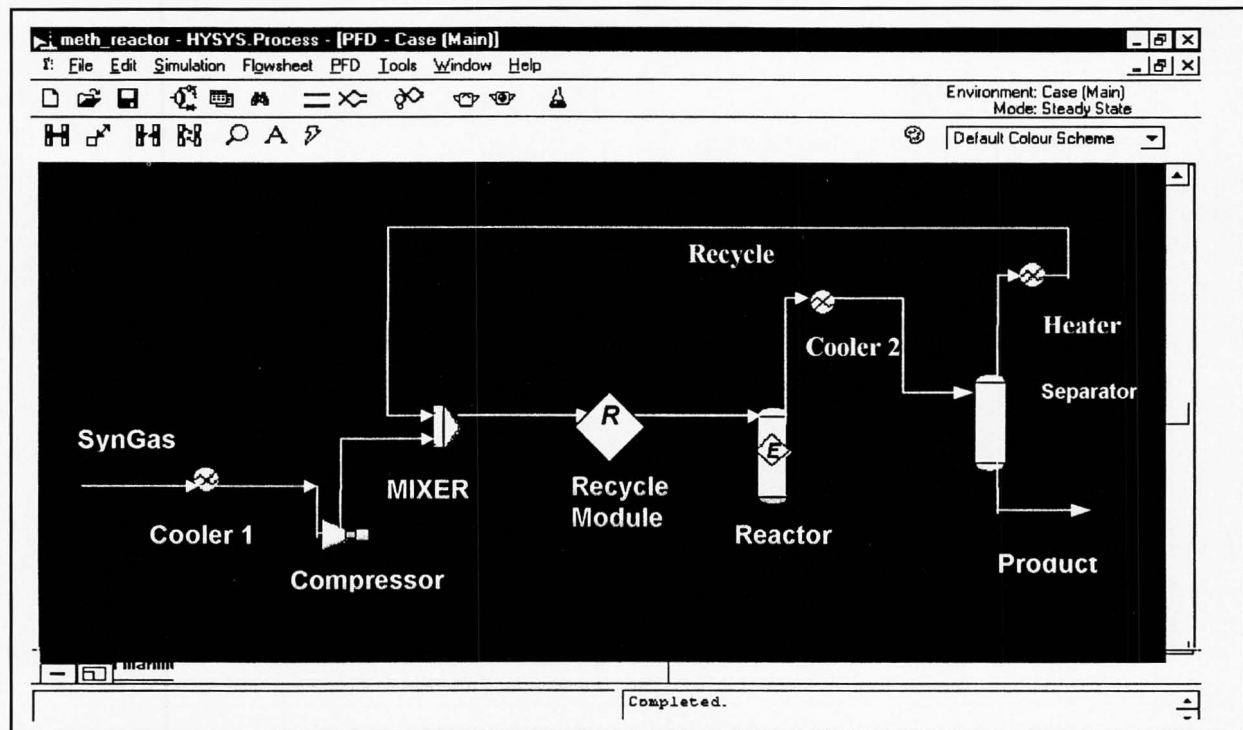 meth_reactor - HYSYS.Process - [PFD - Case (Main)]
File Edit Simulation Flowsheet PFD Tools Window Help
Environment: Case (Main)
Mode: Steady State
A
Default Colour Scheme
Recycle
Heater
Cooler 2
Separator
R
SynGas
E
MIXER
Recycle
Module
Reactor
Cooler 1
Compressor
Product
Completed.